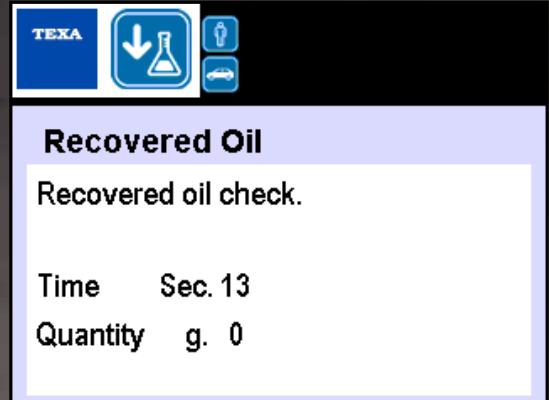 TEXA
Recovered Oil
Recovered oil check.
Time Sec. 13
Quantity g. 0